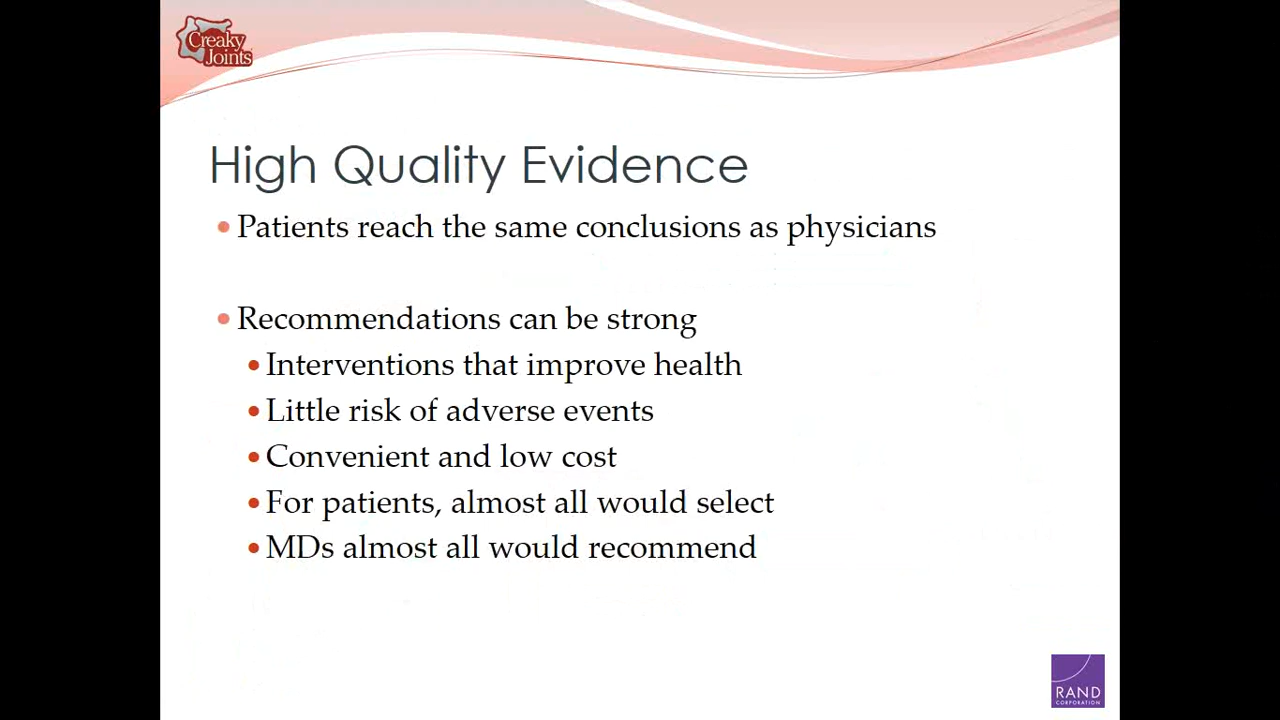 Creaky
Joints
High Quality Evidence
• Patients reach the same conclusions as physicians
• Recommendations can be strong
• Interventions that improve health
• Little risk of adverse events
• Convenient and low cost
• For patients, almost all would select
• MDs almost all would recommend
RAND
CORPORATION